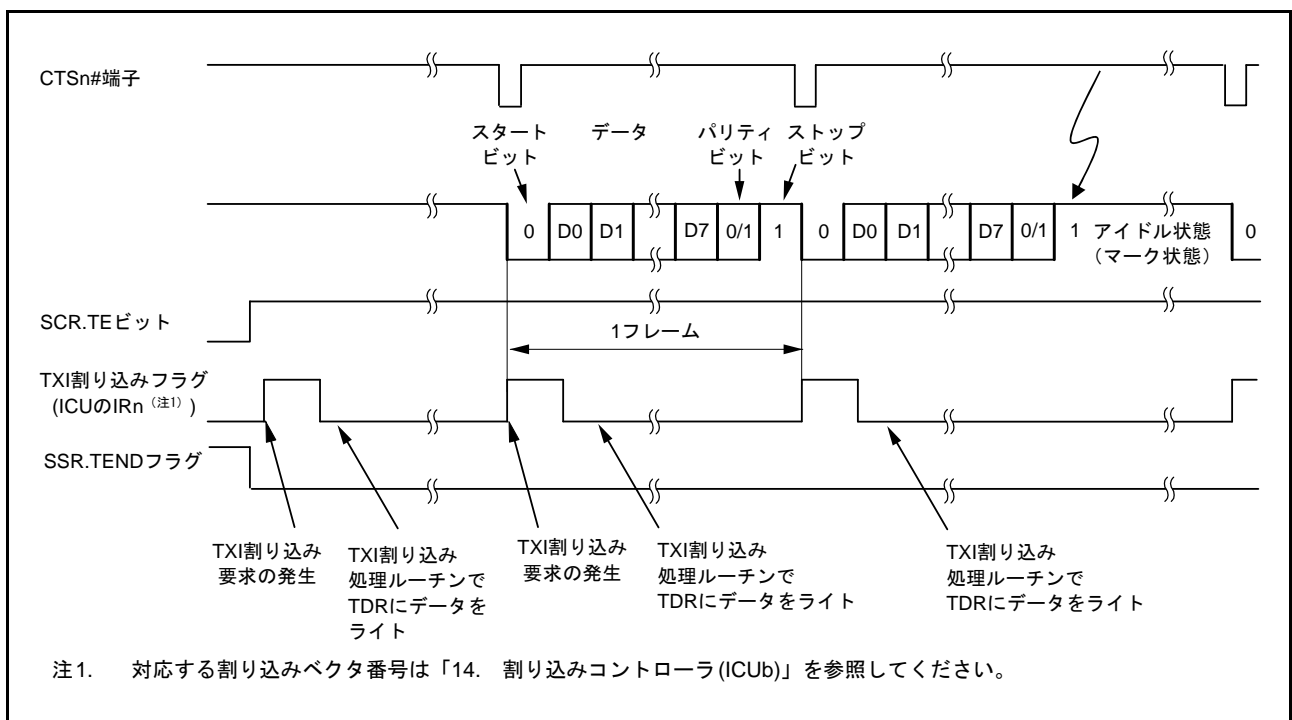 CTSn#端子
スタート
ビット
データ
パリティ
ビット
ストップ
ビット
0 D0 D1 D7 0/1 1 0 D0 D1 D7 0/1 1 アイドル状態
(マーク状態)
0
SCR.TEビット
1フレーム
TXI割り込みフラグ
(ICUのIRn (注1) )
SSR.TENDフラグ
TXI割り込み
要求の発生
TXI割り込み
処理ルーチンで
TDRにデータを
ライト
TXI割り込み
要求の発生
TXI割り込み
処理ルーチンで
TDRにデータをライト
TXI割り込み
処理ルーチンで
TDRにデータをライト
注1. 対応する割り込みベクタ番号は「14. 割り込みコントローラ(ICUb)」を参照してください。